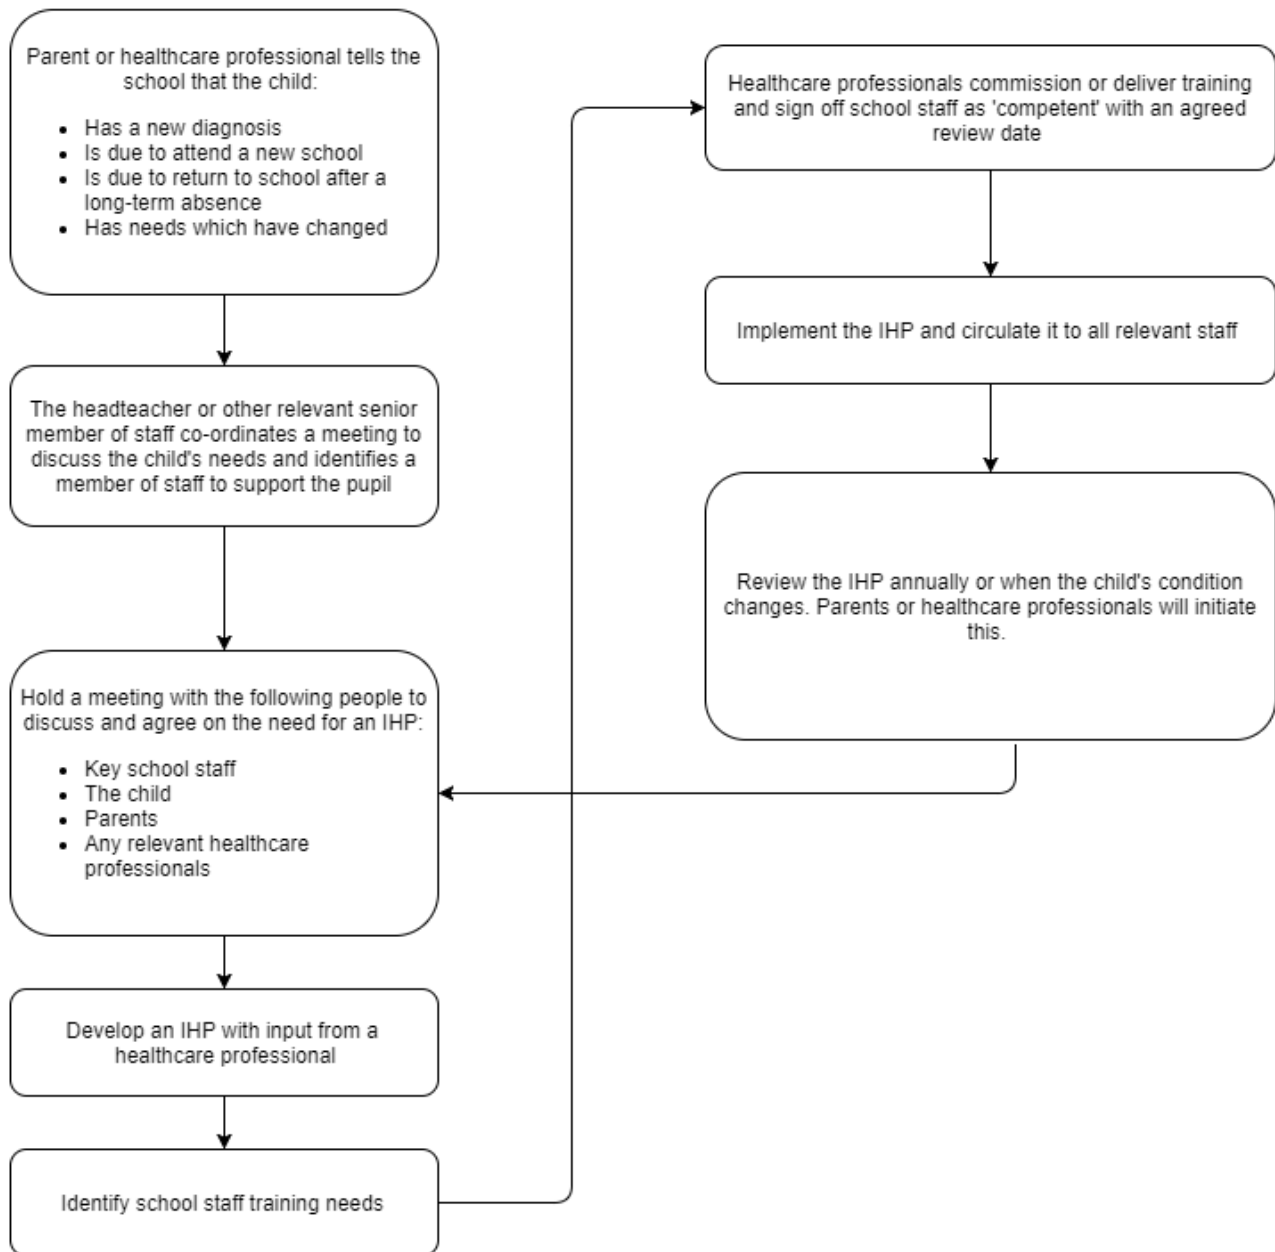 Parent or healthcare professional tells the
school that the child:
• Has a new diagnosis
• Is due to attend a new school
• Is due to return to school after a
long-term absence
• Has needs which have changed
The headteacher or other relevant senior
member of staff co-ordinates a meeting to
discuss the child's needs and identifies a
member of staff to support the pupil
Hold a meeting with the following people to
discuss and agree on the need for an IHP:
• Key school staff
• The child
• Parents
• Any relevant healthcare
professionals
Develop an IHP with input from a
healthcare professional
Identify school staff training needs
Healthcare professionals commission or deliver training
and sign off school staff as 'competent' with an agreed
review date
Implement the IHP and circulate it to all relevant staff
Review the IHP annually or when the child's condition
changes. Parents or healthcare professionals will initiate
this.